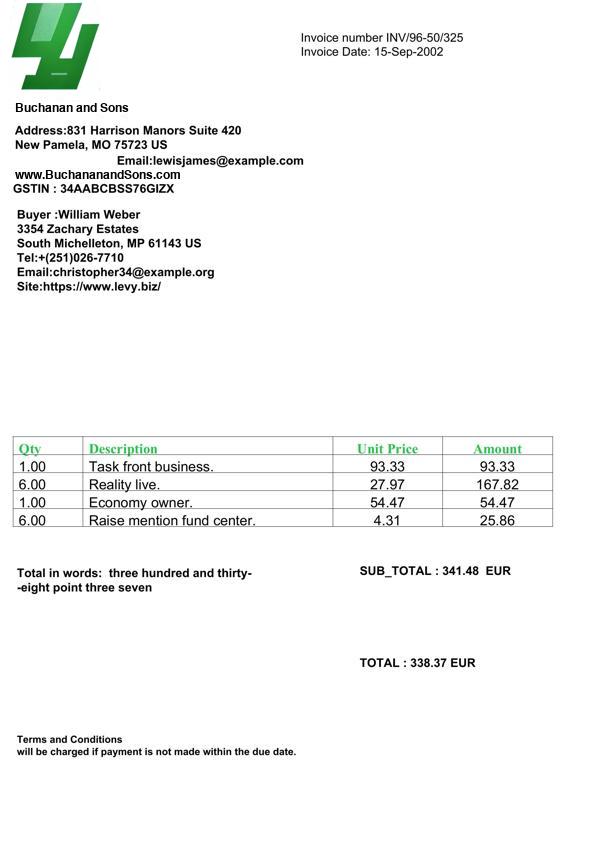 Invoice number INV/96-50/325
Invoice Date: 15-Sep-2002
Buchanan and Sons
Address:831 Harrison Manors Suite 420
New Pamela, MO 75723 US
Email:lewisjames@example.com
www.BuchananandSons.com
GSTIN : 34AABCBSS76GIZX
Buyer :William Weber
3354 Zachary Estates
South Michelleton, MP 61143 US
Tel:+(251)026-7710
Email:christopher34@example.org
Site:https://www.levy.biz/
Qty Description Unit Price Amount
1.00 Task front business. 93.33 93.33
6.00 Reality live. 27.97 167.82
1.00 Economy owner. 54.47 54.47
6.00 Raise mention fund center. 4.31 25.86
Total in words:  three hundred and thirty-
-eight point three seven
SUB_TOTAL : 341.48  EUR
TOTAL : 338.37 EUR
Terms and Conditions
will be charged if payment is not made within the due date.